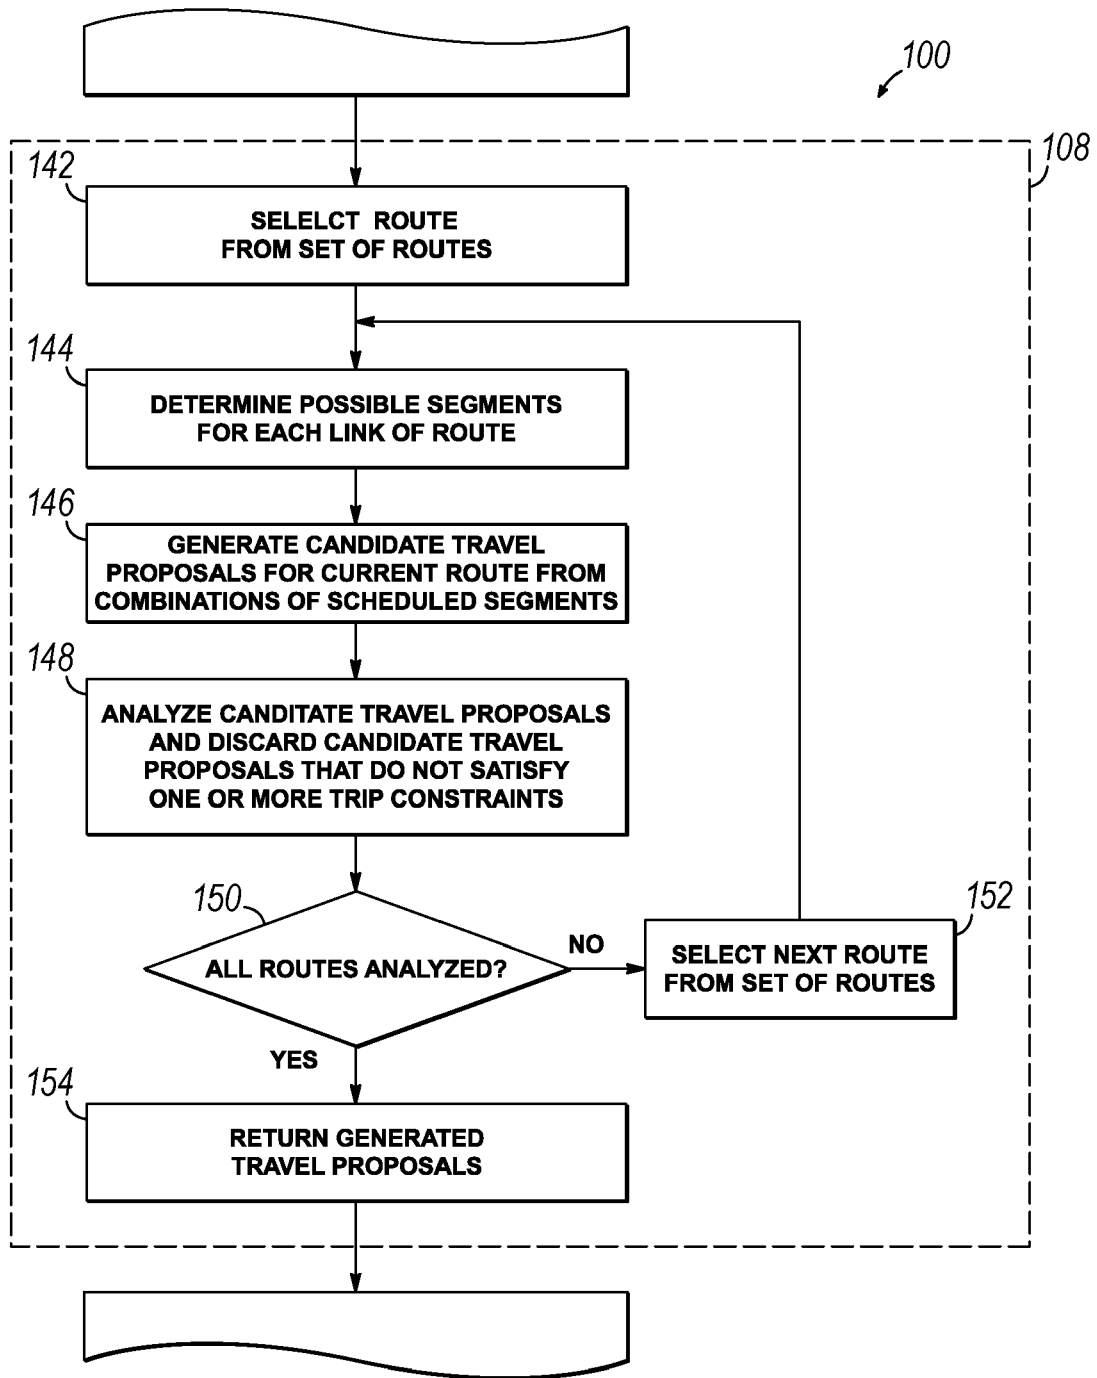 100
108
142
SELELCT ROUTE
FROM SET OF ROUTES
144
DETERMINE POSSIBLE SEGMENTS
FOR EACH LINK OF ROUTE
146
GENERATE CANDIDATE TRAVEL
PROPOSALS FOR CURRENT ROUTE FROM
COMBINATIONS OF SCHEDULED SEGMENTS
148
ANALYZE CANDITATE TRAVEL PROPOSALS
AND DISCARD CANDIDATE TRAVEL
PROPOSALS THAT DO NOT SATISFY
ONE OR MORE TRIP CONSTRAINTS
150
ALL ROUTES ANALYZED?
NO
152
SELECT NEXT ROUTE
FROM SET OF ROUTES
YES
154
RETURN GENERATED
TRAVEL PROPOSALS